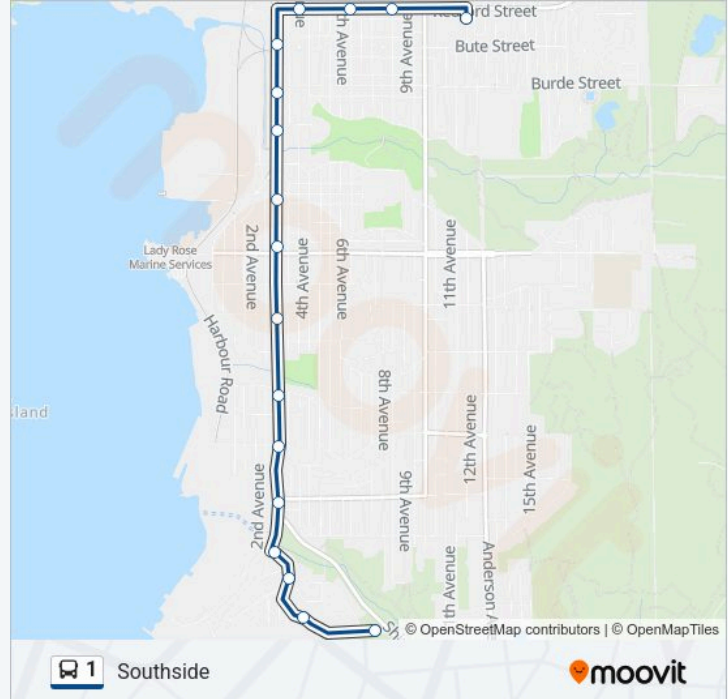 Bute Street
Burde Street
9th Avenue
Lady Rose
Marine Services
2nd Avenue
4th Avenue
6th Avenue
11th Avenue
Harbour Road
8th Avenue
12th Avenue
15th Avenue
2nd Avenue
9th Avenue
Avenue
Anderson
© OpenStreetMap contributors | © OpenMapTiles
1 Southside
moovit